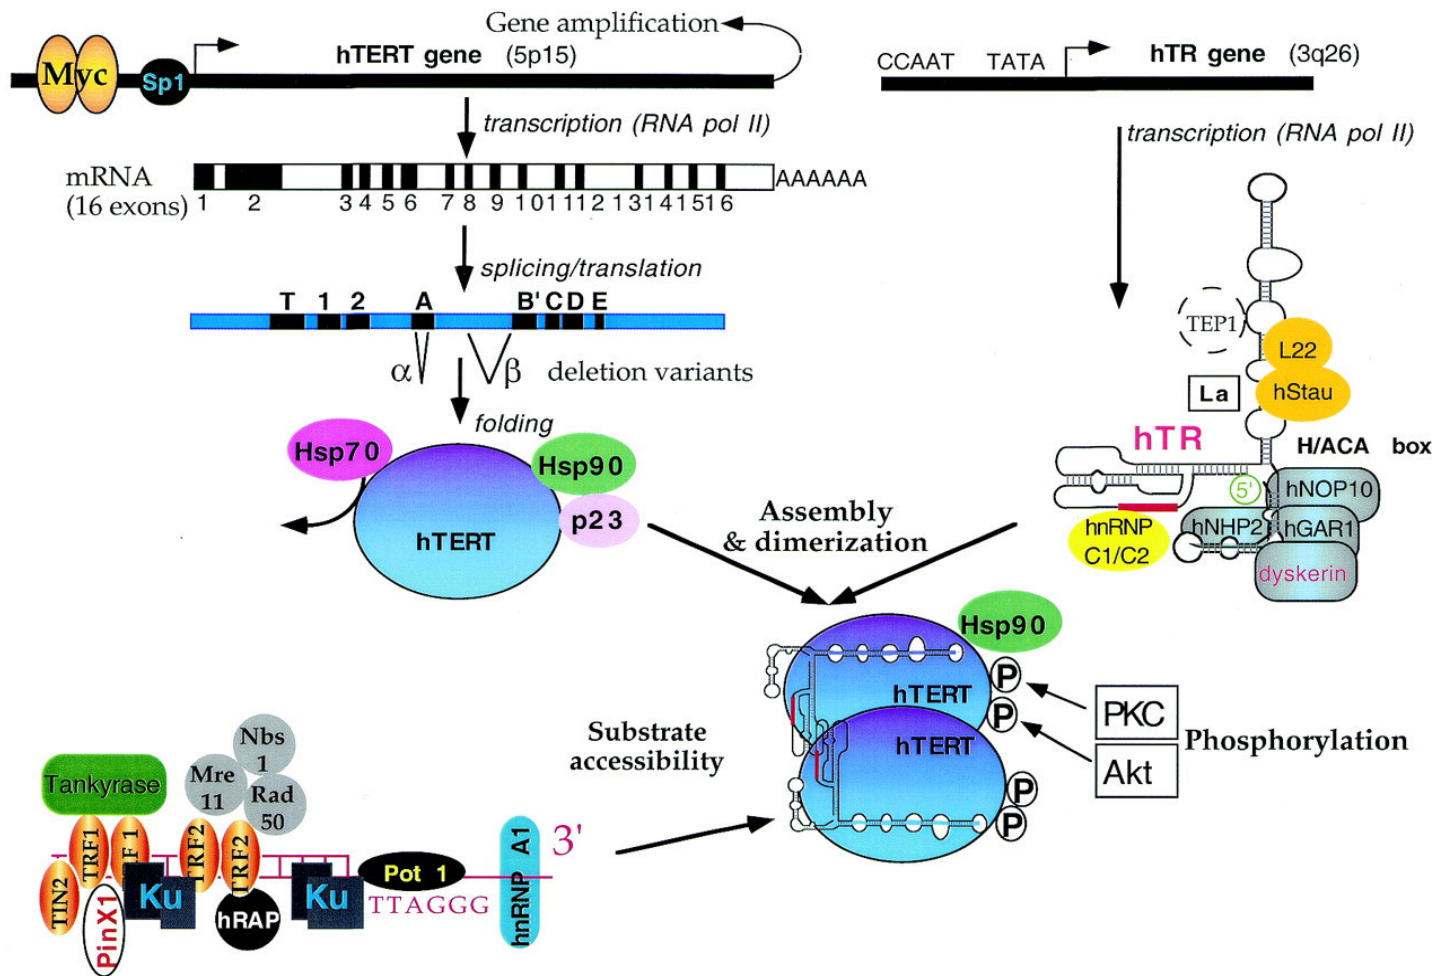 Gene amplification
hTERT gene (5p15)
Myc
Sp1
CCAAT TATA
hTR gene (3q26)
transcription (RNA pol II)
transcription (RNA pol II)
mRNA
(16 exons)
AAAAAA
1 2 3 4 5 6 7 8 9 10 11 12 13 14 15 16
splicing/translation
T 1 2 A B' C D E
α β deletion variants
folding
Hsp70
Hsp90
p23
hTERT
TEP1
L22
La
hStau
hTR
H/ACA box
5'
hNOP10
hnRNP
C1/C2
hNHP2
hGAR1
dyskerin
Assembly
& dimerization
Hsp90
hTERT
P
P
hTERT
P
P
PKC
Akt
Phosphorylation
Substrate
accessibility
Nbs
1
Mre
11
Rad
50
Tankyrase
TRF1
RF 1
TRF2
TRF2
TIN2
PinX1
Ku
hRAP
Ku
Pot 1
TTAGGG
hnRNP A1
3'